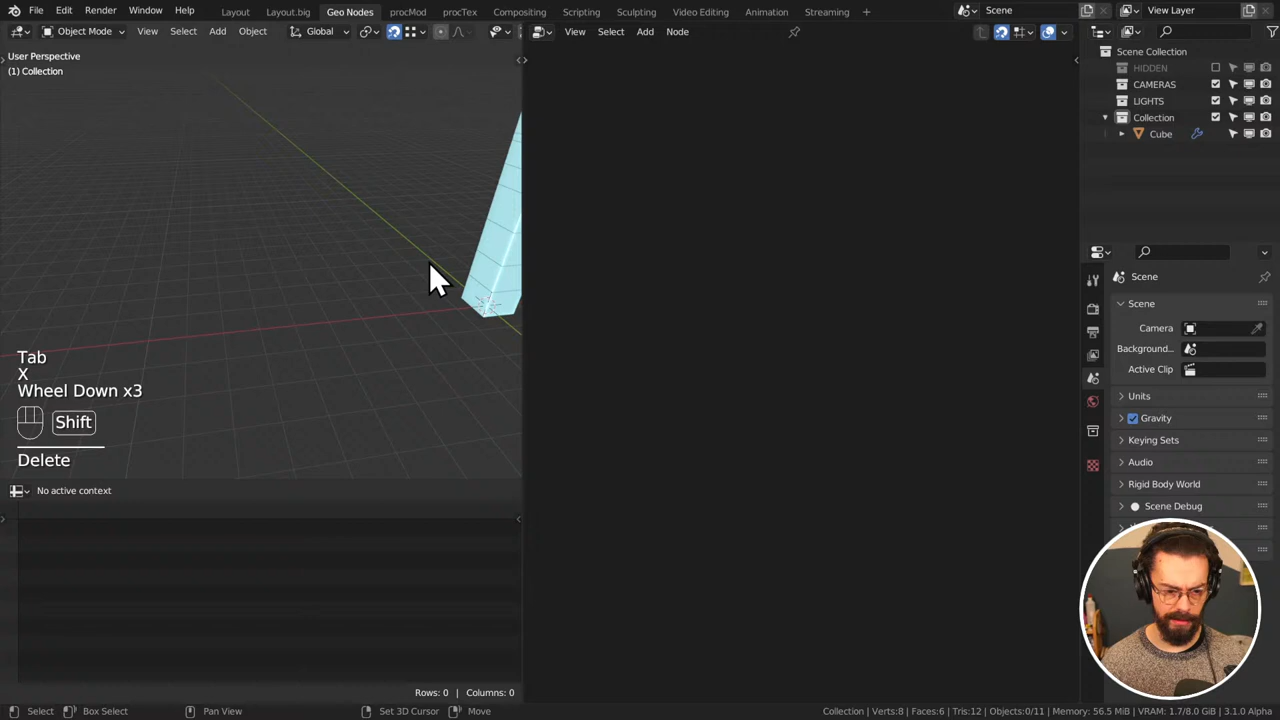 File Edit Render Window Help Layout Layout.big Geo Nodes procMod procTex Compositing Scripting Sculpting Video Editing Animation Streaming + Scene View Layer
Object Mode View Select Add Object Global View Select Add Node
User Perspective
(1) Collection
Scene Collection
HIDDEN
CAMERAS
LIGHTS
Collection
Cube
Scene
Scene
Camera
Background...
Active Clip
Units
Gravity
Keying Sets
Audio
Rigid Body World
Scene Debug
Tab
X
Wheel Down x3
Shift
Delete
No active context
Rows: 0 | Columns: 0
Select Box Select Pan View Set 3D Cursor Move Collection | Verts:8 | Faces:6 | Tris:12 | Objects:0/11 | Memory: 56.5 MiB | VRAM: 1.7/8.0 GiB | 3.1.0 Alpha